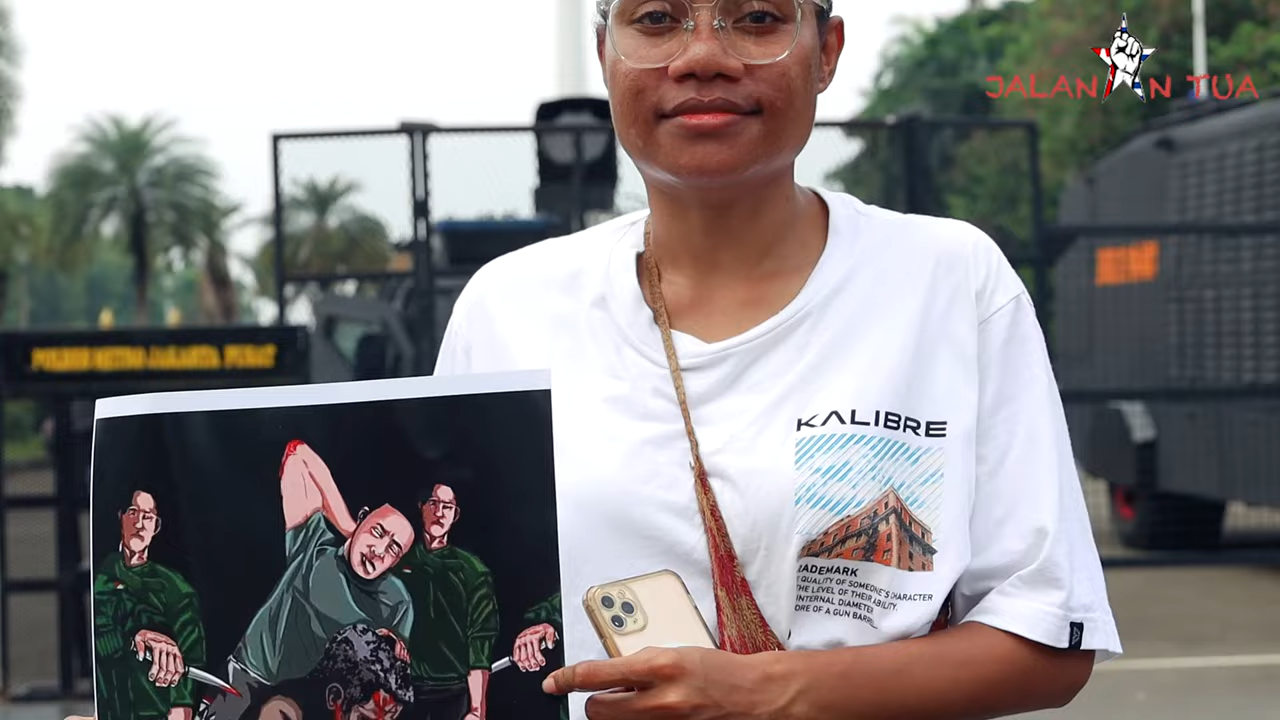 JALANAN TUA
POLRES METRO JAKARTA PUSAT
KALIBRE
RADEMARK
QUALITY OF SOMEONE'S CHARACTER
THE LEVEL OF THEIR ABILITY.
INTERNAL DIAMETER
ORE OF A GUN BARREL